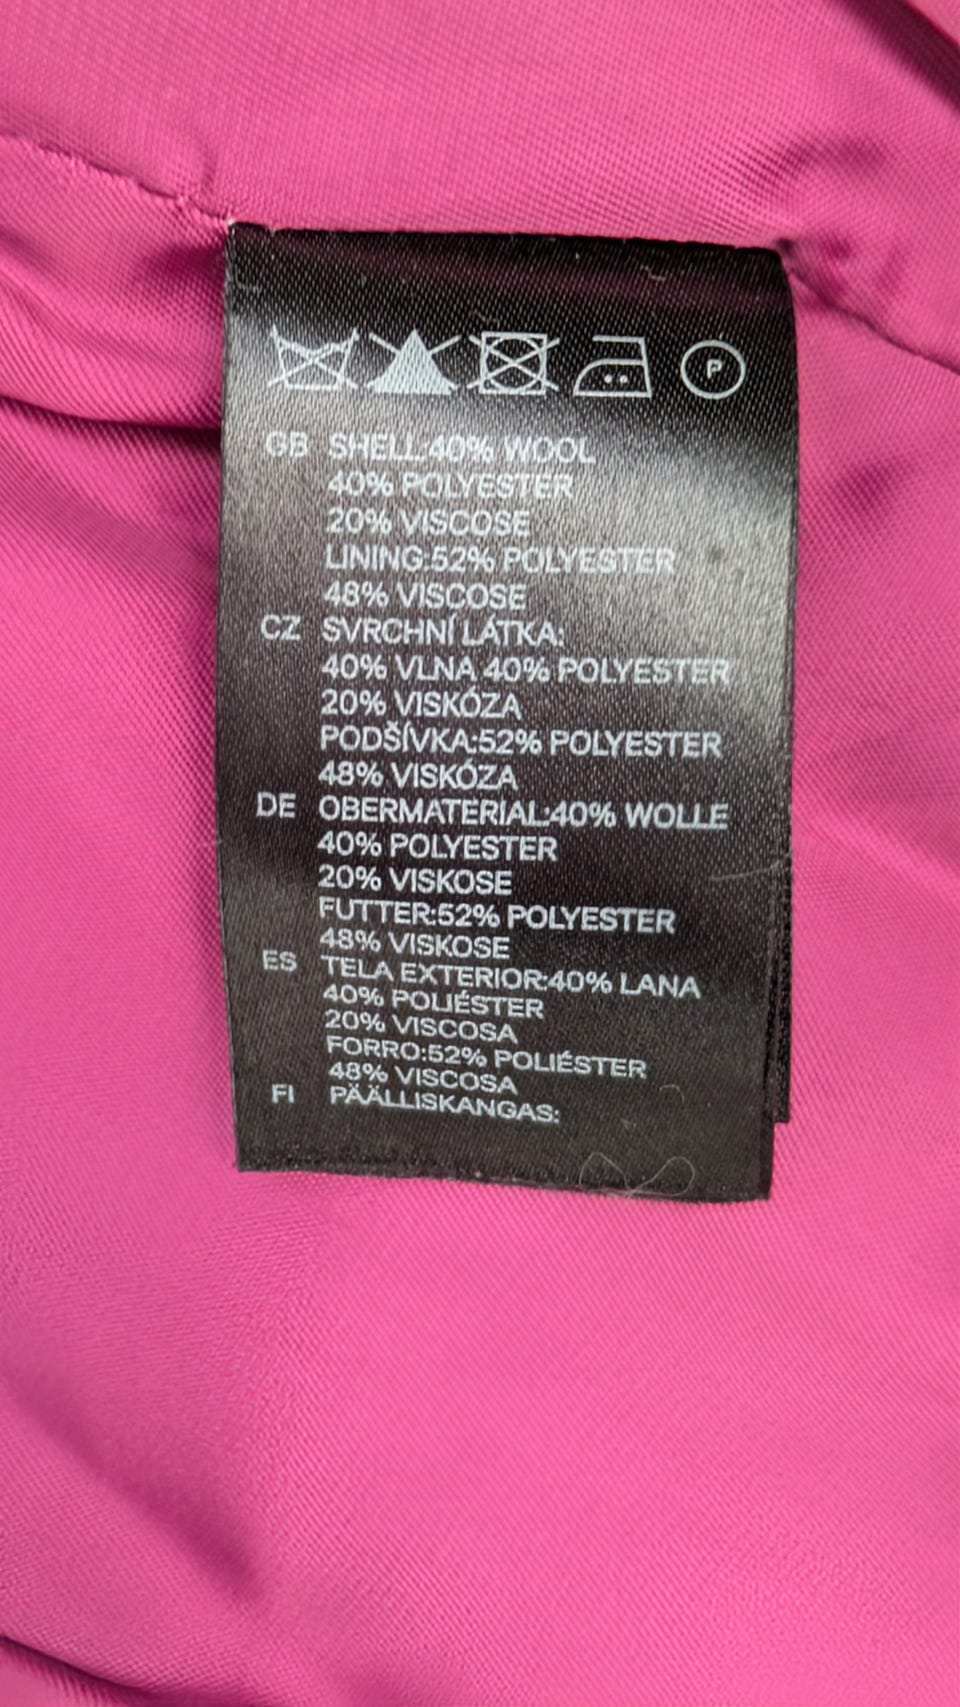 P
GB SHELL:40% WOOL
40% POLYESTER
20% VISCOSE
LINING:52% POLYESTER
48% VISCOSE
CZ SVRCHNÍ LÁTKA:
40% VLNA 40% POLYESTER
20% VISKÓZA
PODŠÍVKA:52% POLYESTER
48% VISKÓZA
DE OBERMATERIAL:40% WOLLE
40% POLYESTER
20% VISKOSE
FUTTER:52% POLYESTER
48% VISKOSE
ES TELA EXTERIOR:40% LANA
40% POLIÉSTER
20% VISCOSA
FORRO:52% POLIÉSTER
48% VISCOSA
FI PÄÄLLISKANGAS: